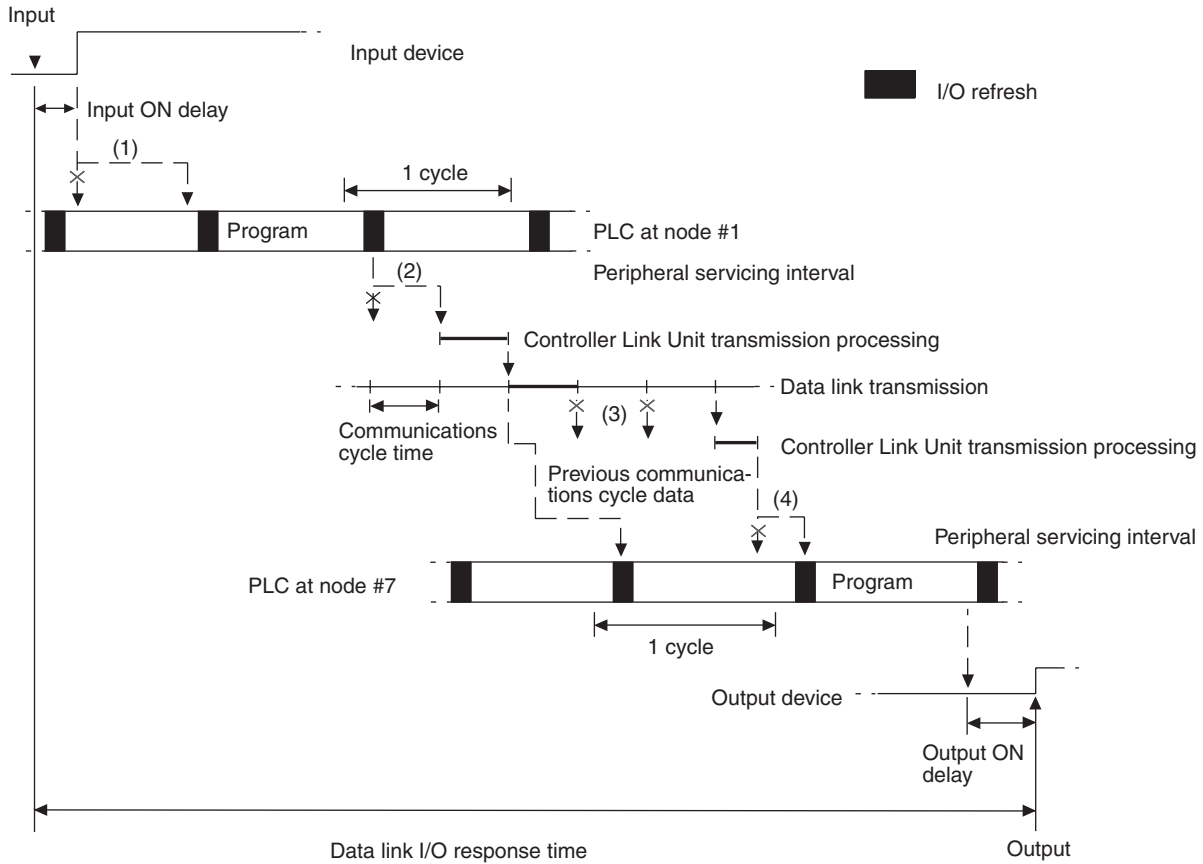 Input
Input device
I/O refresh
Input ON delay
(1)
1 cycle
Program
PLC at node #1
Peripheral servicing interval
(2)
Controller Link Unit transmission processing
Data link transmission
(3)
Communications
cycle time
Controller Link Unit transmission processing
Previous communica-
tions cycle data
(4)
Peripheral servicing interval
PLC at node #7
Program
1 cycle
Output device
Output ON
delay
Data link I/O response time
Output